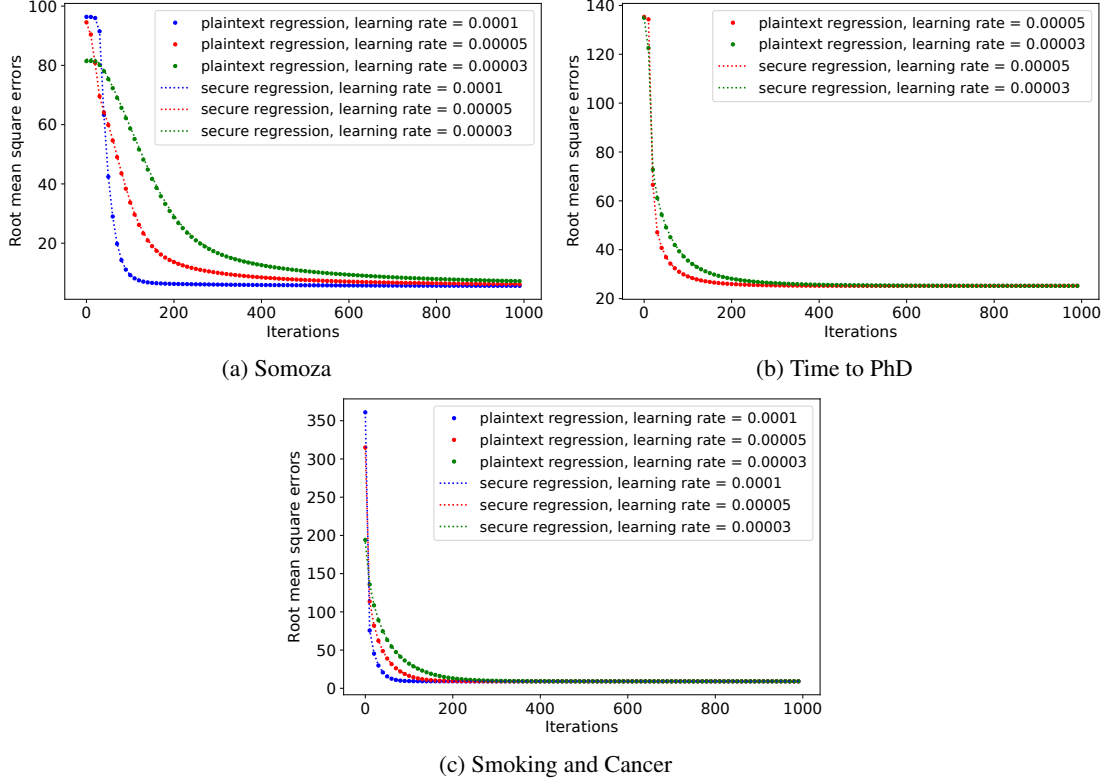 100
80
60
40
20
0
200
400
600
800
1000
Root mean square errors
Iterations
plaintext regression, learning rate = 0.0001
plaintext regression, learning rate = 0.00005
plaintext regression, learning rate = 0.00003
secure regression, learning rate = 0.0001
secure regression, learning rate = 0.00005
secure regression, learning rate = 0.00003
(a) Somoza
140
120
100
80
60
40
20
0
200
400
600
800
1000
Root mean square errors
Iterations
plaintext regression, learning rate = 0.00005
plaintext regression, learning rate = 0.00003
secure regression, learning rate = 0.00005
secure regression, learning rate = 0.00003
(b) Time to PhD
350
300
250
200
150
100
50
0
0
200
400
600
800
1000
Root mean square errors
Iterations
plaintext regression, learning rate = 0.0001
plaintext regression, learning rate = 0.00005
plaintext regression, learning rate = 0.00003
secure regression, learning rate = 0.0001
secure regression, learning rate = 0.00005
secure regression, learning rate = 0.00003
(c) Smoking and Cancer